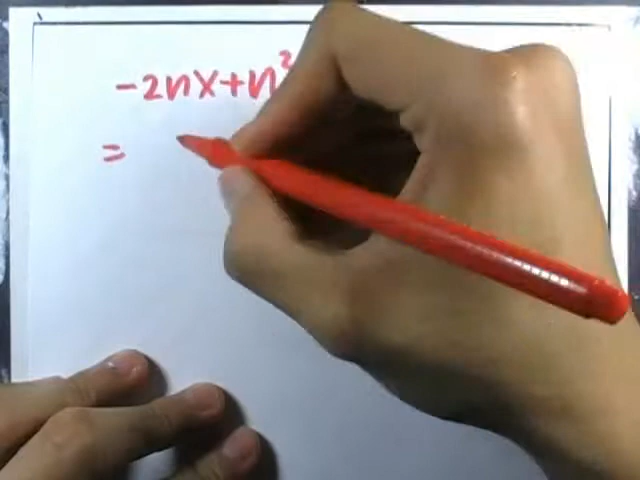 -2nx+n²
=